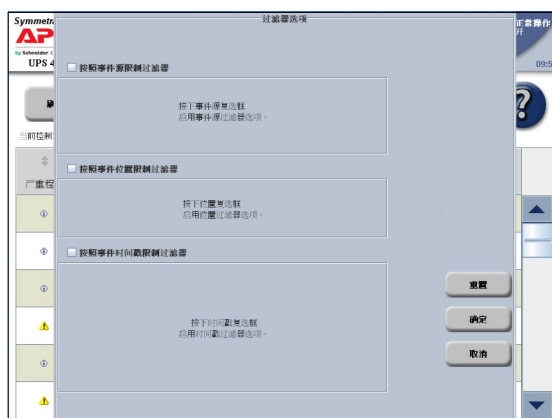 过滤器选项
Symmetr
正常操作
开
AP
by Schneider
UPS 4
09:5
按照事件源限制过滤器
按下事件源复选框
启用事件源过滤器选项。
当前控制
按照事件位置限制过滤器
严重程
按下位置复选框
启用位置过滤器选项。
按照事件时间戳限制过滤器
重置
按下时间戳复选框
启用时间戳过滤器选项。
确定
取消